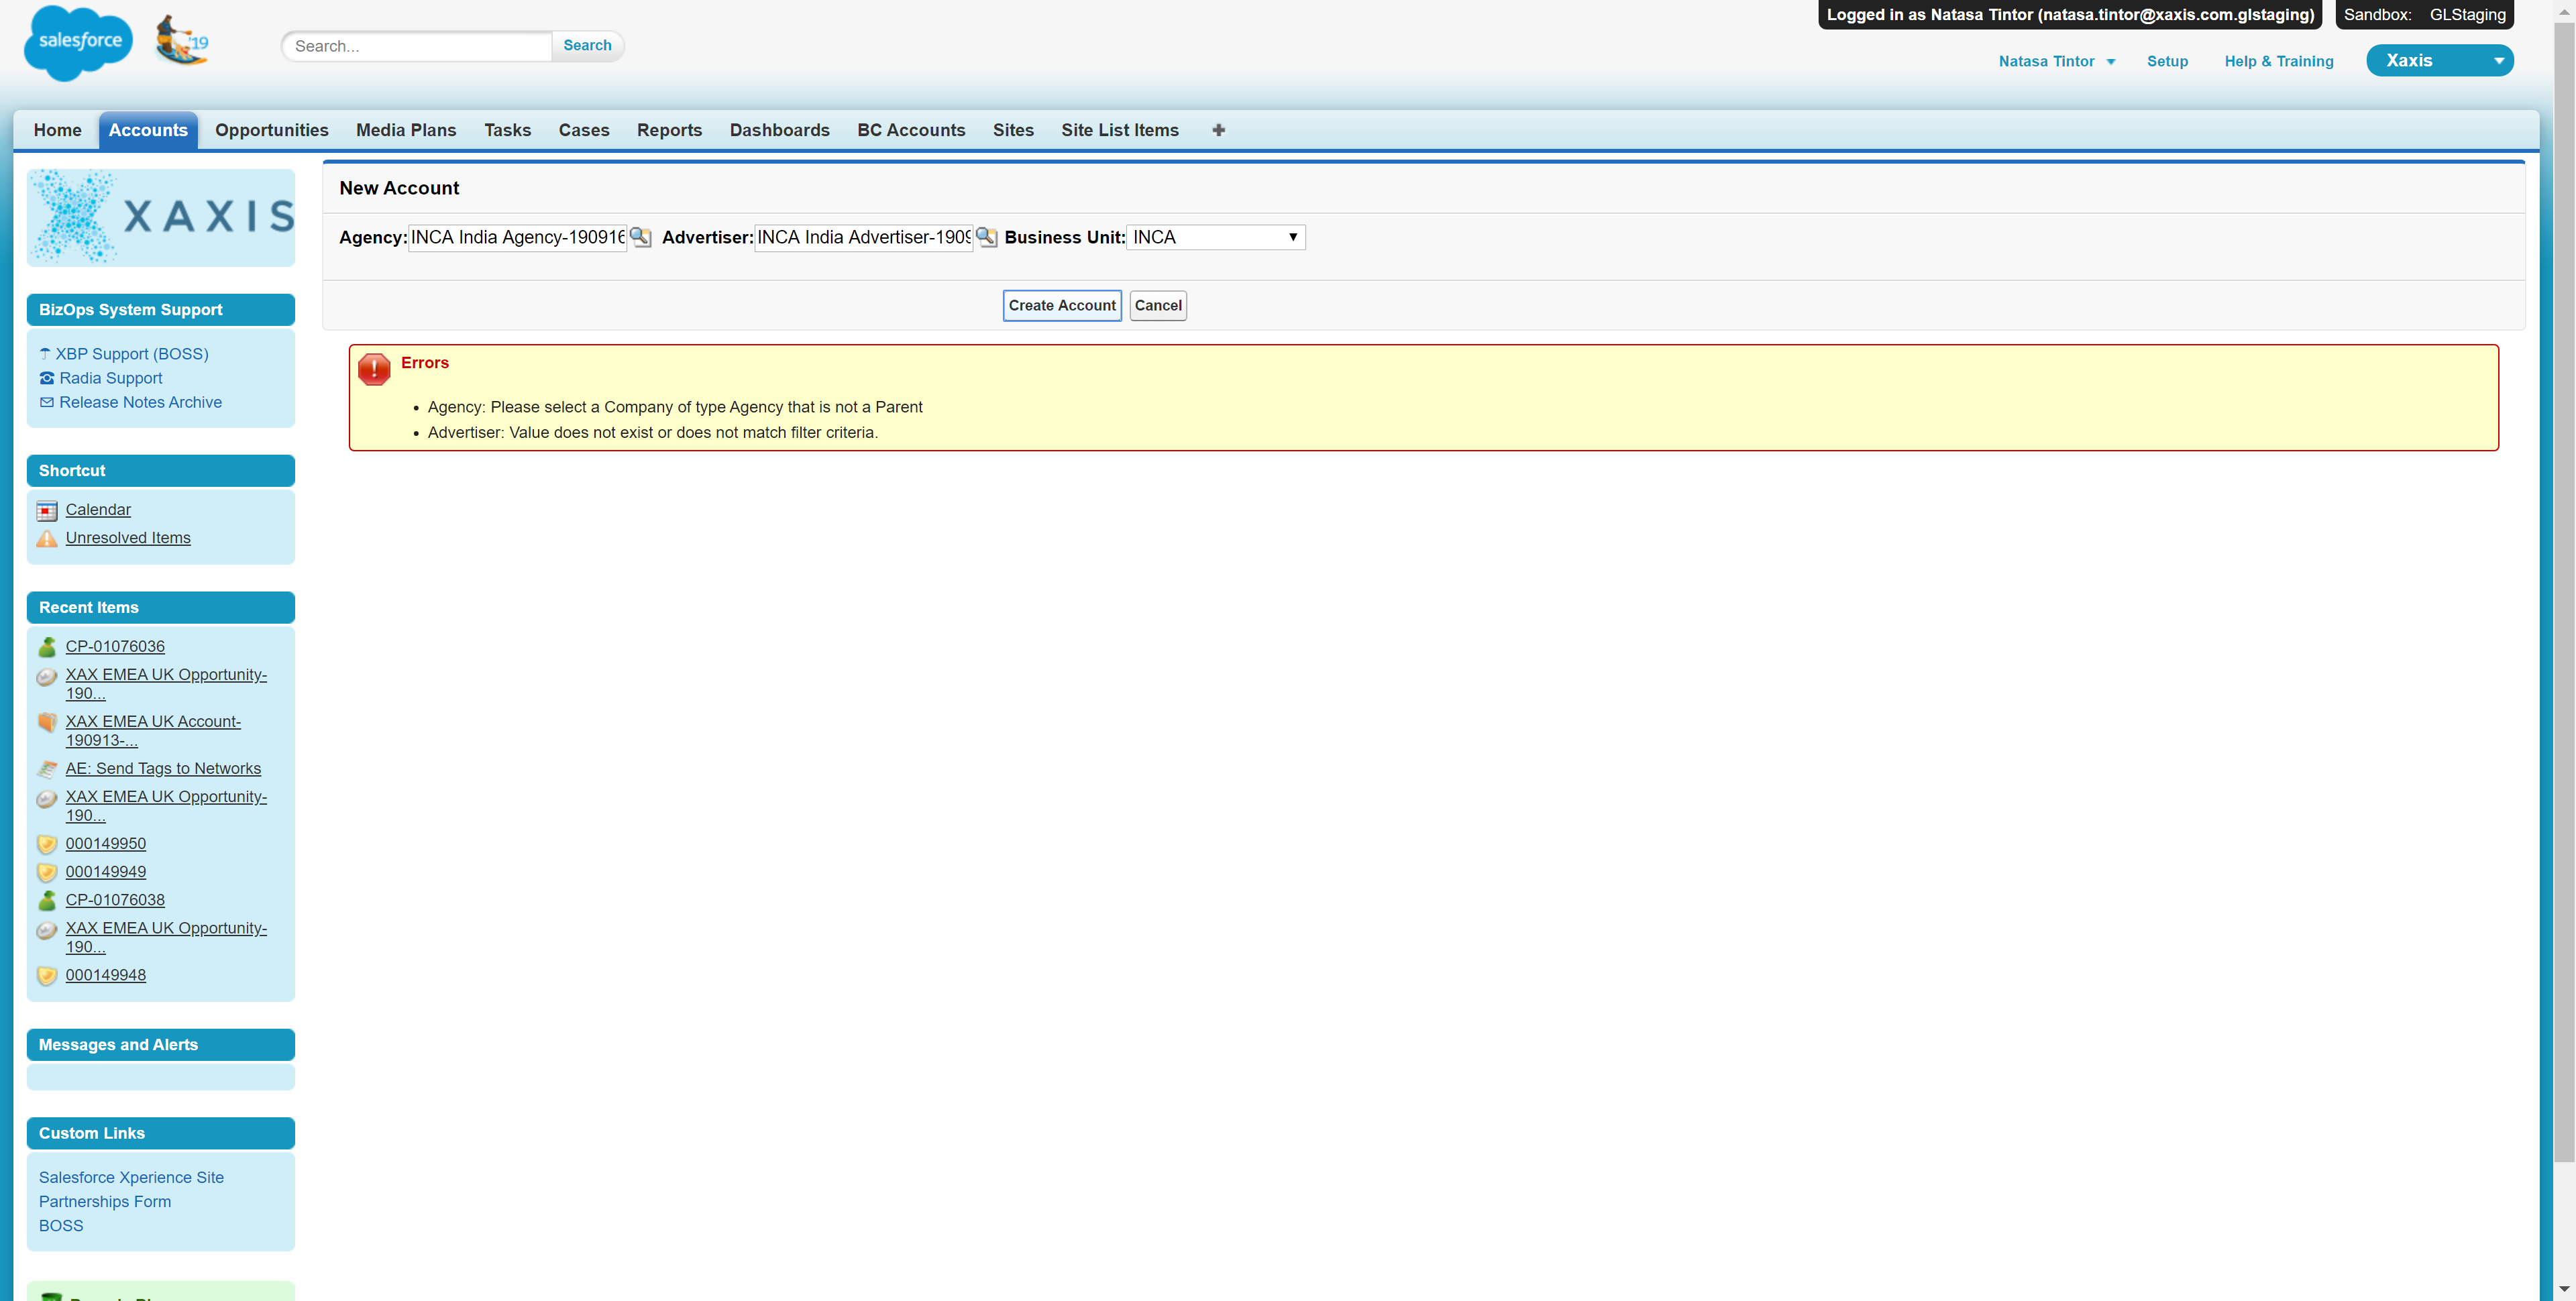 Logged in as Natasa Tintor (natasa.tintor@xaxis.com.glstaging)
Sandbox: GLStaging
salesforce
'19
Search...
Search
Natasa Tintor
Setup
Help & Training
Xaxis
Home
Accounts
Opportunities
Media Plans
Tasks
Cases
Reports
Dashboards
BC Accounts
Sites
Site List Items
XAXIS
New Account
Agency: INCA India Agency-190916
Advertiser: INCA India Advertiser-1909
Business Unit: INCA
Create Account
Cancel
Errors
Agency: Please select a Company of type Agency that is not a Parent
Advertiser: Value does not exist or does not match filter criteria.
BizOps System Support
XBP Support (BOSS)
Radia Support
Release Notes Archive
Shortcut
Calendar
Unresolved Items
Recent Items
CP-01076036
XAX EMEA UK Opportunity-
190...
XAX EMEA UK Account-
190913-...
AE: Send Tags to Networks
XAX EMEA UK Opportunity-
190...
000149950
000149949
CP-01076038
XAX EMEA UK Opportunity-
190...
000149948
Messages and Alerts
Custom Links
Salesforce Xperience Site
Partnerships Form
BOSS